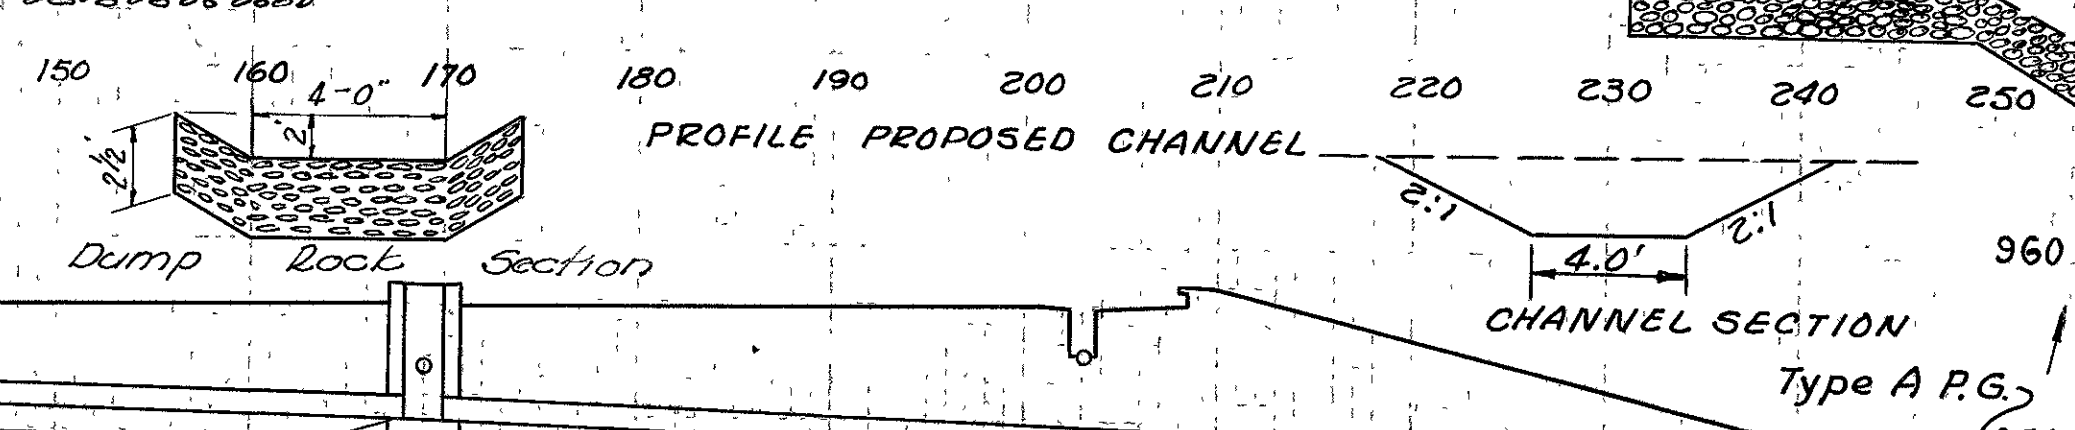 150 160 170 180 190 200 210 220 230 240 250
4-0"
2'
2½'
PROFILE PROPOSED CHANNEL
2:1 2:1
4.0'
960
Dump Rock Section
CHANNEL SECTION
Type A P.G.